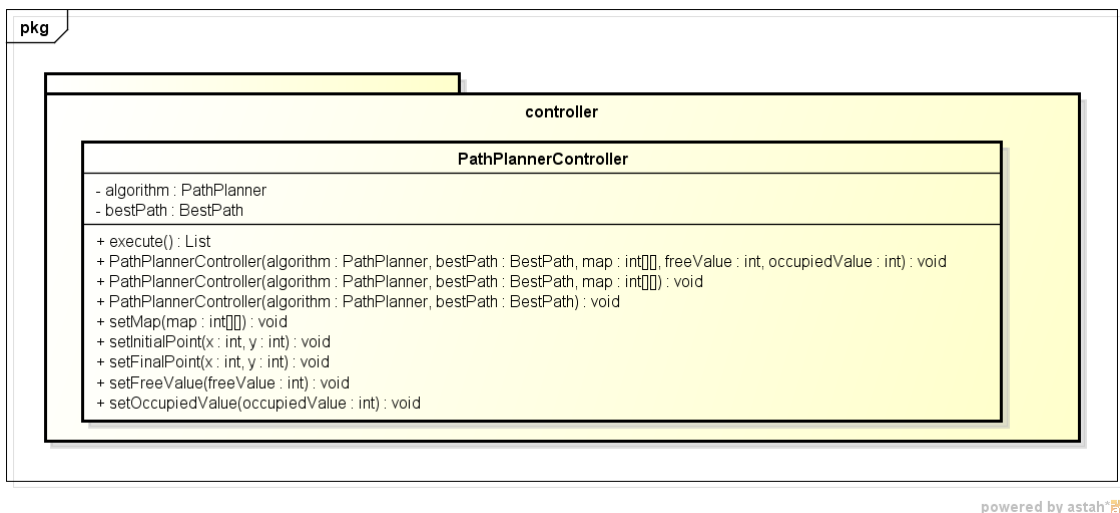 pkg
controller
PathPlannerController
- algorithm : PathPlanner
- bestPath : BestPath
+ execute() : List
+ PathPlannerController(algorithm : PathPlanner, bestPath : BestPath, map : int[][], freeValue : int, occupiedValue : int) : void
+ PathPlannerController(algorithm : PathPlanner, bestPath : BestPath, map : int[][]) : void
+ PathPlannerController(algorithm : PathPlanner, bestPath : BestPath) : void
+ setMap(map : int[][]) : void
+ setInitialPoint(x : int, y : int) : void
+ setFinalPoint(x : int, y : int) : void
+ setFreeValue(freeValue : int) : void
+ setOccupiedValue(occupiedValue : int) : void
powered by astah*